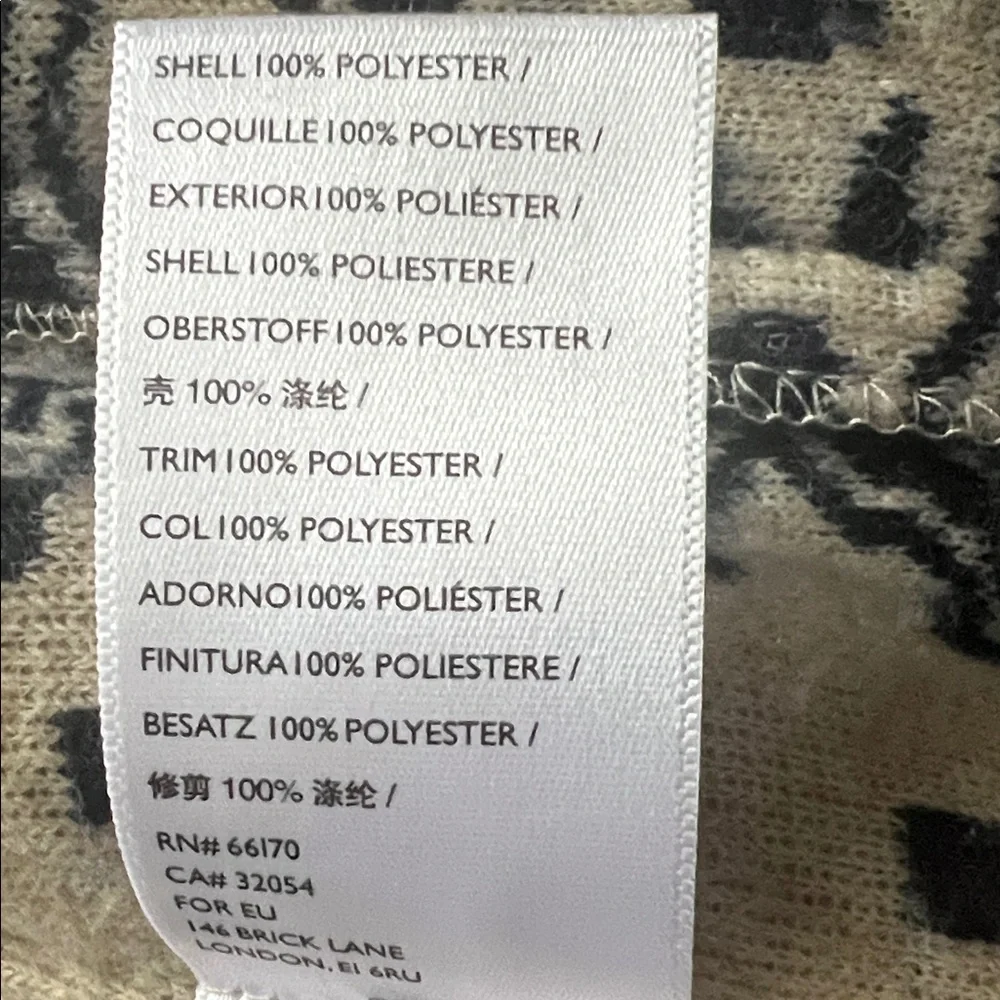 SHELL 100% POLYESTER /
COQUILLE 100% POLYESTER /
EXTERIOR 100% POLIÉSTER /
SHELL 100% POLIESTERE /
OBERSTOFF 100% POLYESTER /
壳 100% 涤纶 /
TRIM 100% POLYESTER /
COL 100% POLYESTER /
ADORNO 100% POLIÉSTER /
FINITURA 100% POLIESTERE /
BESATZ 100% POLYESTER /
修剪 100% 涤纶 /
RN# 66170
CA# 32054
FOR EU
146 BRICK LANE
LONDON, E1 6RU